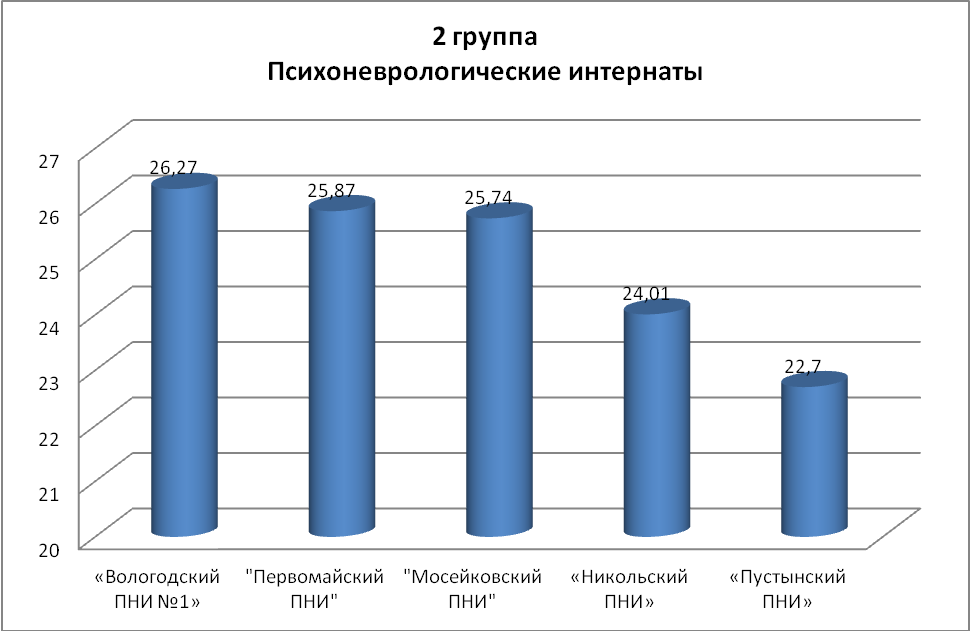 2 группа
Психоневрологические интернаты
27
26
25
24
23
22
21
20
26,27
25,87
25,74
24,01
22,7
«Вологодский
ПНИ №1»
"Первомайский
ПНИ"
"Мосейковский
ПНИ"
«Никольский
ПНИ»
«Пустынский
ПНИ»